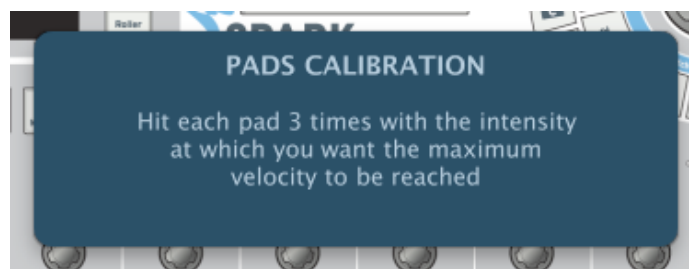 Roller
SPARK
PADS CALIBRATION
Hit each pad 3 times with the intensity
at which you want the maximum
velocity to be reached